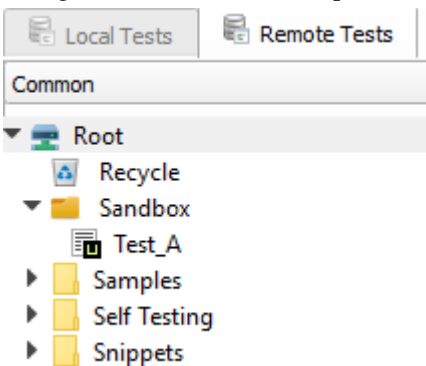 Local Tests Remote Tests
Common
Root
Recycle
Sandbox
Test_A
Samples
Self Testing
Snippets